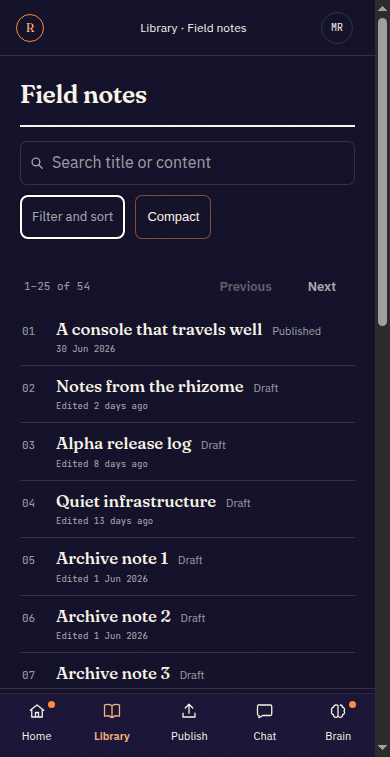 R
Library · Field notes
MR
Field notes
Search title or content
Filter and sort
Compact
1–25 of 54
Previous
Next
01 A console that travels well Published
30 Jun 2026
02 Notes from the rhizome Draft
Edited 2 days ago
03 Alpha release log Draft
Edited 8 days ago
04 Quiet infrastructure Draft
Edited 13 days ago
05 Archive note 1 Draft
Edited 1 Jun 2026
06 Archive note 2 Draft
Edited 1 Jun 2026
07 Archive note 3 Draft
Home
Library
Publish
Chat
Brain